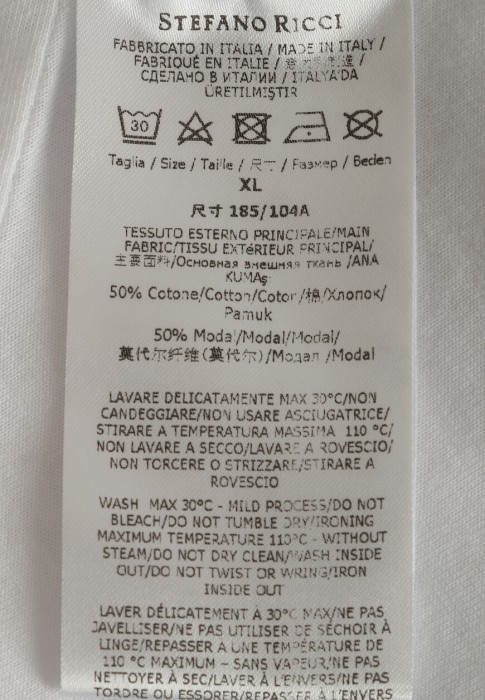 STEFANO RICCI
FABBRICATO IN ITALIA / MADE IN ITALY /
FABRIQUÉ EN ITALIE / 意大利制造 /
СДЕЛАНО В ИТАЛИИ / İTALYA'DA
ÜRETILMIŞTIR
30
Taglia / Size / Taille / 尺寸 / Размер / Beden
XL
尺寸 185/104A
TESSUTO ESTERNO PRINCIPALE/MAIN
FABRIC/TISSU EXTéRIEUR PRINCIPAL/
主要面料/Основная внешняя ткань /ANA
KUMAş
50% Cotone/Cotton/Coton/棉/Хлопок/
Pamuk
50% Modal/Modal/Modal/
莫代尔纤维(莫代尔)/Модал /Modal
LAVARE DELICATAMENTE MAX 30°C/NON
CANDEGGIARE/NON USARE ASCIUGATRICE/
STIRARE A TEMPERATURA MASSIMA 110 °C/
NON LAVARE A SECCO/LAVARE A ROVESCIO/
NON TORCERE O STRIZZARE/STIRARE A
ROVESCIO
WASH MAX 30°C - MILD PROCESS/DO NOT
BLEACH/DO NOT TUMBLE DRY/IRONING
MAXIMUM TEMPERATURE 110°C - WITHOUT
STEAM/DO NOT DRY CLEAN/WASH INSIDE
OUT/DO NOT TWIST OR WRING/IRON
INSIDE OUT
LAVER DÉLICATEMENT À 30°C MAX/NE PAS
JAVELLISER/NE PAS UTILISER DE SÉCHOIR À
LINGE/REPASSER A UNE TEMPÉRATURE DE
110 °C MAXIMUM - SANS VAPEUR/NE PAS
NETTOYER À SEC/LAVER À L'ENVERS/NE PAS
TORDRE OU ESSORER/REPASSER À L'ENVERS